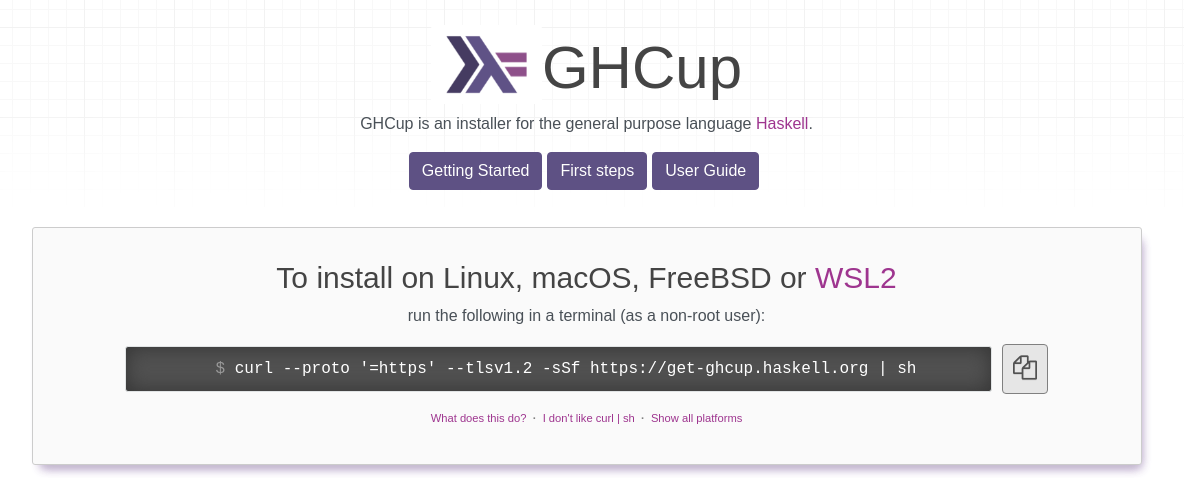 GHCup
GHCup is an installer for the general purpose language Haskell.
Getting Started First steps User Guide
To install on Linux, macOS, FreeBSD or WSL2
run the following in a terminal (as a non-root user):
$ curl --proto '=https' --tlsv1.2 -sSf https://get-ghcup.haskell.org | sh
What does this do? · I don't like curl | sh · Show all platforms